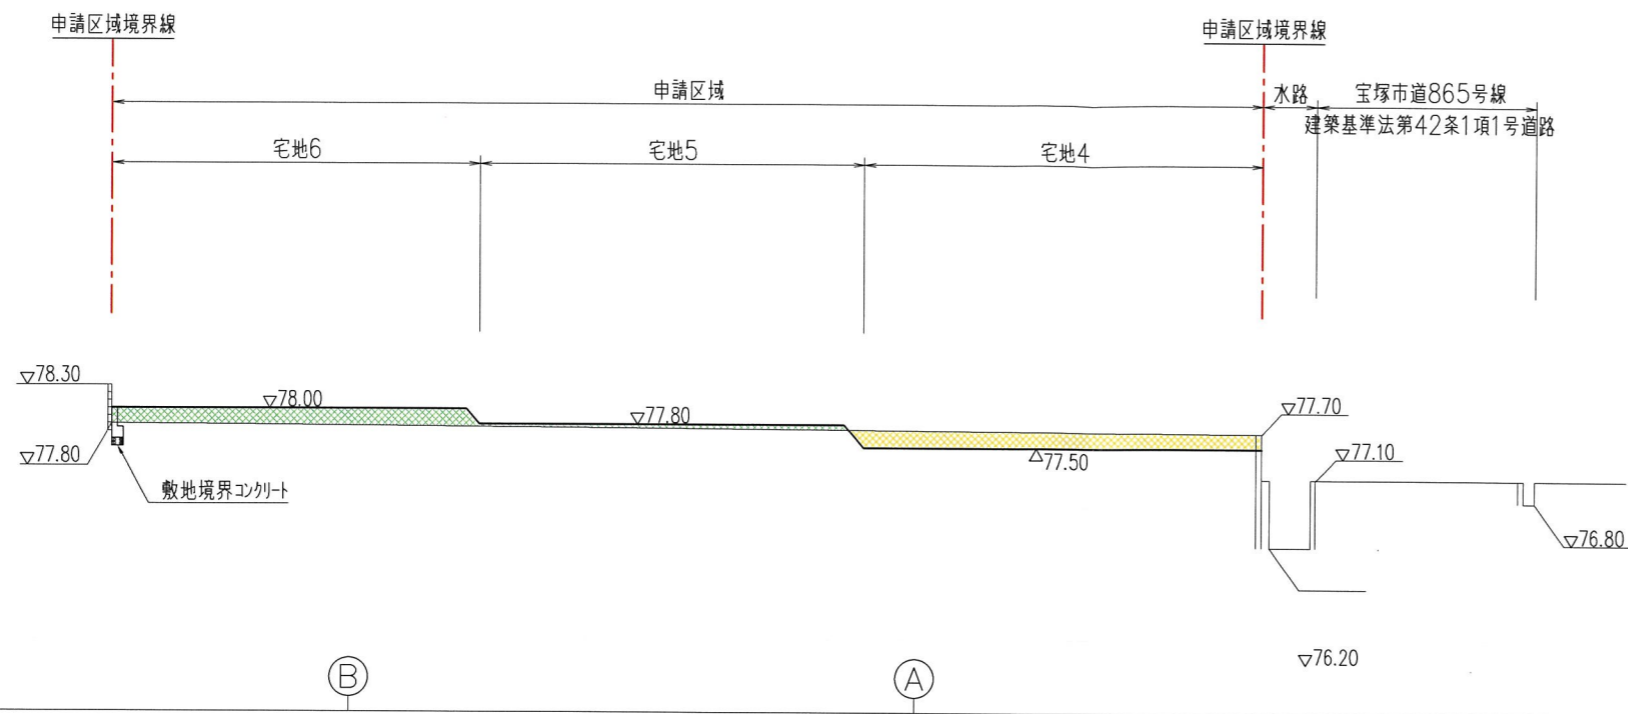 申請区域境界線
申請区域境界線
申請区域
水路
宝塚市道865号線
建築基準法第42条1項1号道路
宅地6
宅地5
宅地4
▽78.30
▽78.00
▽77.80
▽77.70
▽77.80
△77.50
▽77.10
敷地境界コンクリート
▽76.80
▽76.20
B
A